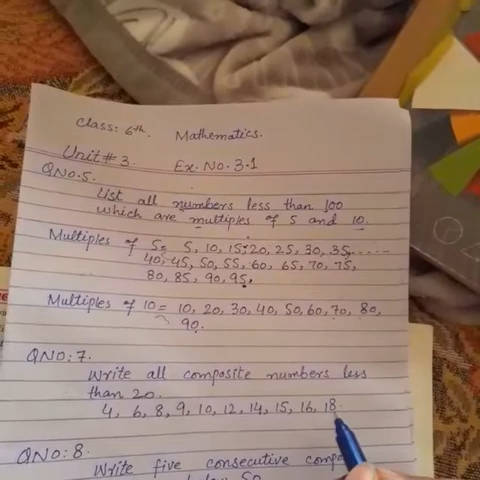 Class: 6th. Mathematics.
Unit # 3. Ex. No. 3.1
QNO.5.
List all numbers less than 100
which are multiples of 5 and 10.
Multiples of 5= 5, 10, 15, 20, 25, 30, 35, .....
40, 45, 50, 55, 60, 65, 70, 75,
80, 85, 90, 95,
Multiples of 10 = 10, 20, 30, 40, 50, 60, 70, 80,
90.
QNO:7.
Write all composite numbers less
than 20.
4, 6, 8, 9, 10, 12, 14, 15, 16, 18.
QNO:8.
Write five consecutive
50